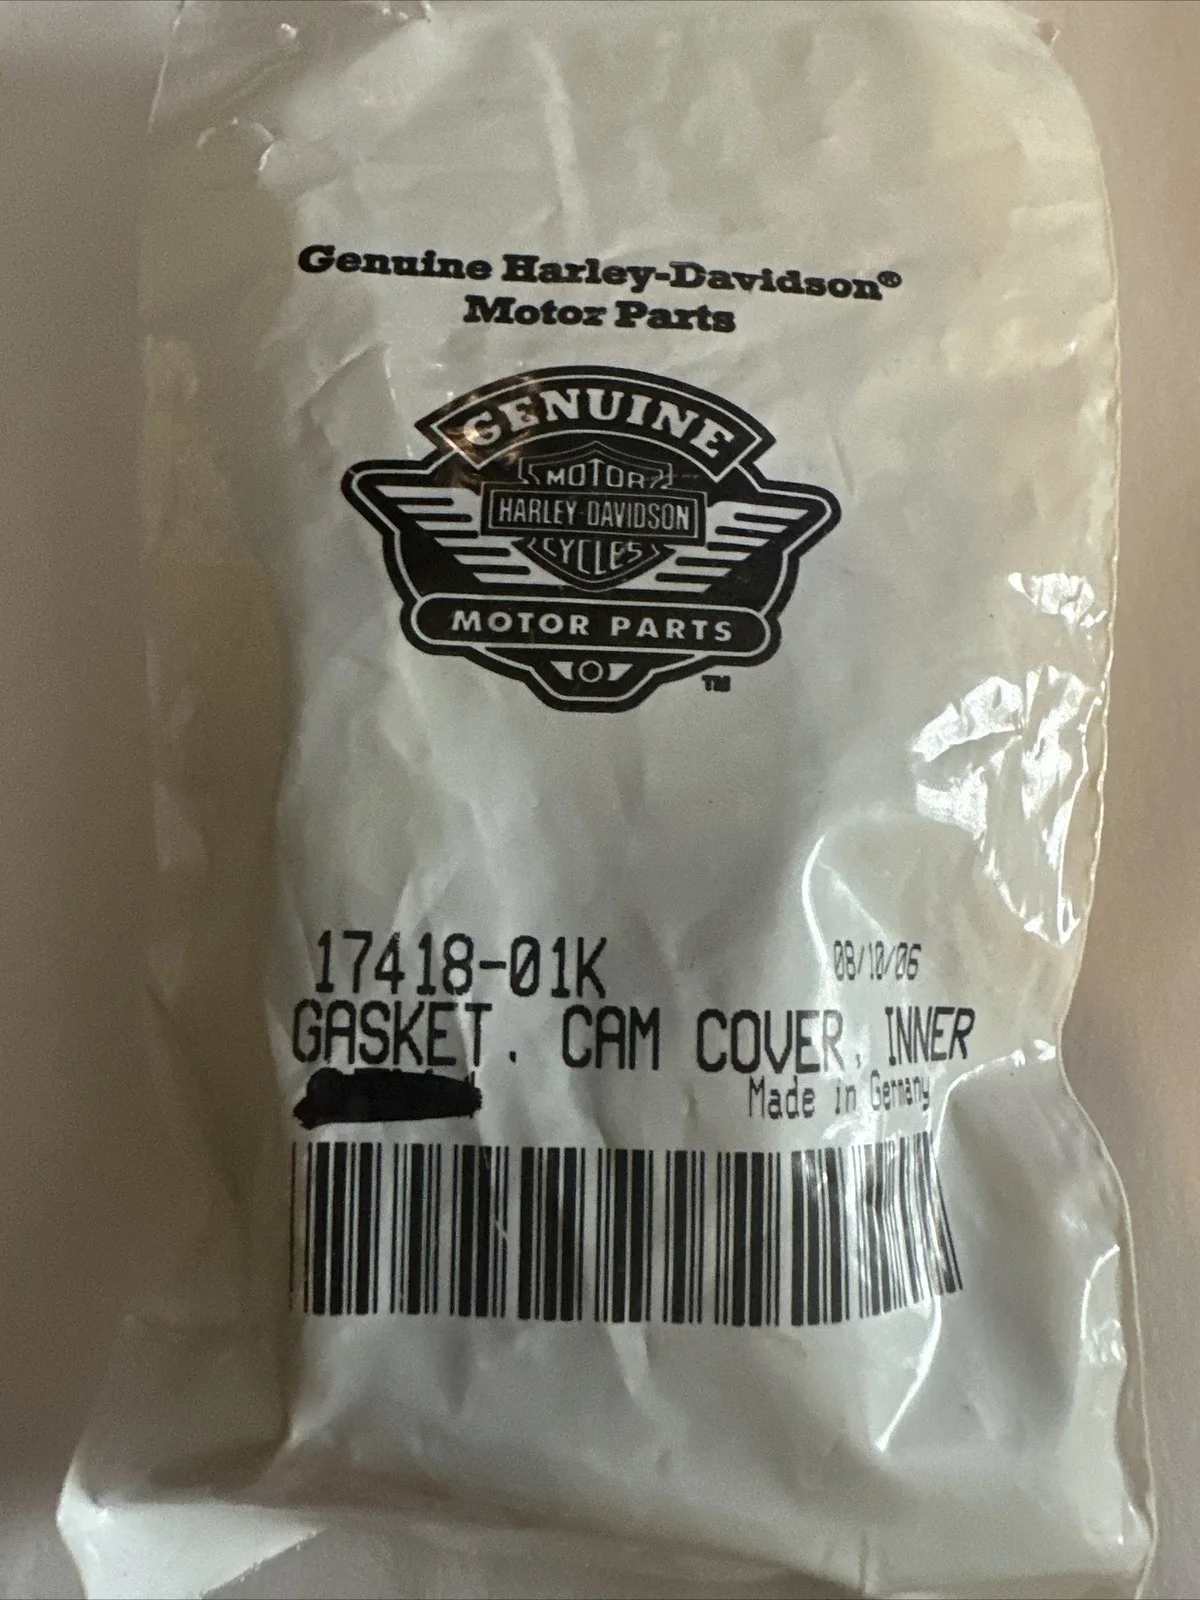 Genuine Harley-Davidson®
Motor Parts
GENUINE
MOTOR
HARLEY-DAVIDSON
CYCLES
MOTOR PARTS
TM
17418-01K 08/10/06
GASKET, CAM COVER, INNER
Made in Germany